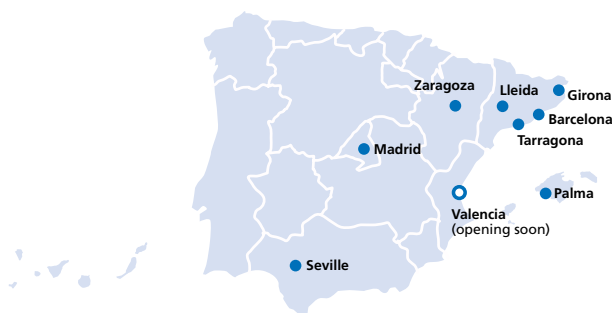 Zaragoza
Lleida
Girona
Barcelona
Tarragona
Madrid
Palma
Valencia
(opening soon)
Seville